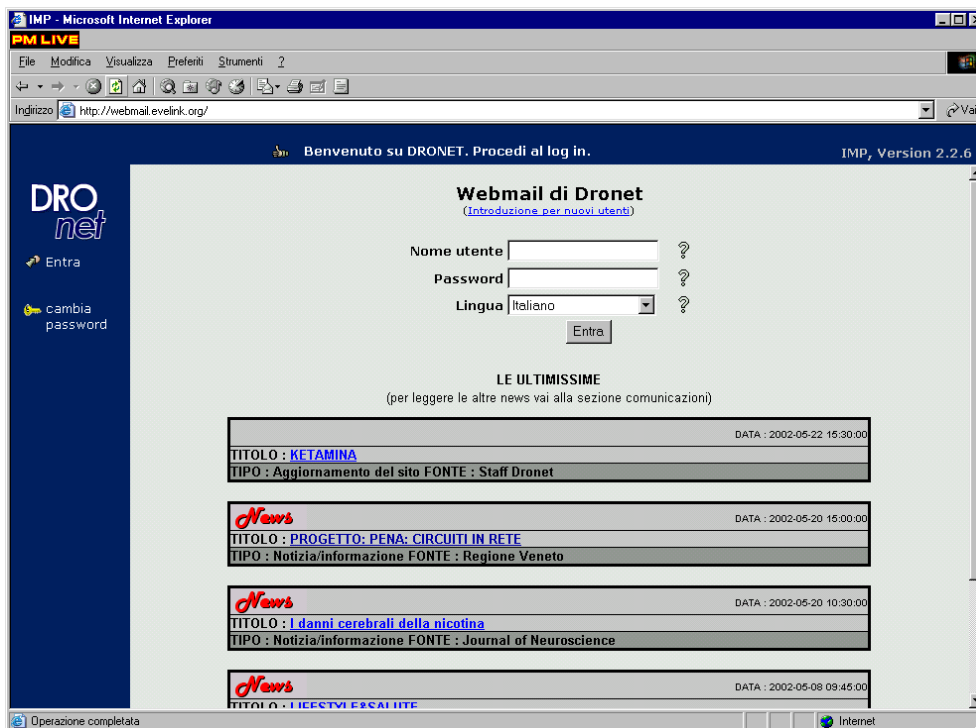 IMP - Microsoft Internet Explorer
PM LIVE
File Modifica Visualizza Preferiti Strumenti ?
Indirizzo http://webmail.evelink.org/ Vai
Benvenuto su DRONET. Procedi al log in. IMP, Version 2.2.6
DRO
net
Entra
cambia
password
Webmail di Dronet
(Introduzione per nuovi utenti)
Nome utente ?
Password ?
Lingua Italiano ?
Entra
LE ULTIMISSIME
(per leggere le altre news vai alla sezione comunicazioni)
DATA : 2002-05-22 15:30:00
TITOLO : KETAMINA
TIPO : Aggiornamento del sito FONTE : Staff Dronet
News DATA : 2002-05-20 15:00:00
TITOLO : PROGETTO: PENA: CIRCUITI IN RETE
TIPO : Notizia/informazione FONTE : Regione Veneto
News DATA : 2002-05-20 10:30:00
TITOLO : I danni cerebrali della nicotina
TIPO : Notizia/informazione FONTE : Journal of Neuroscience
News DATA : 2002-05-08 09:45:00
TITOLO : LIFESTYLE&SALUTE
Operazione completata Internet